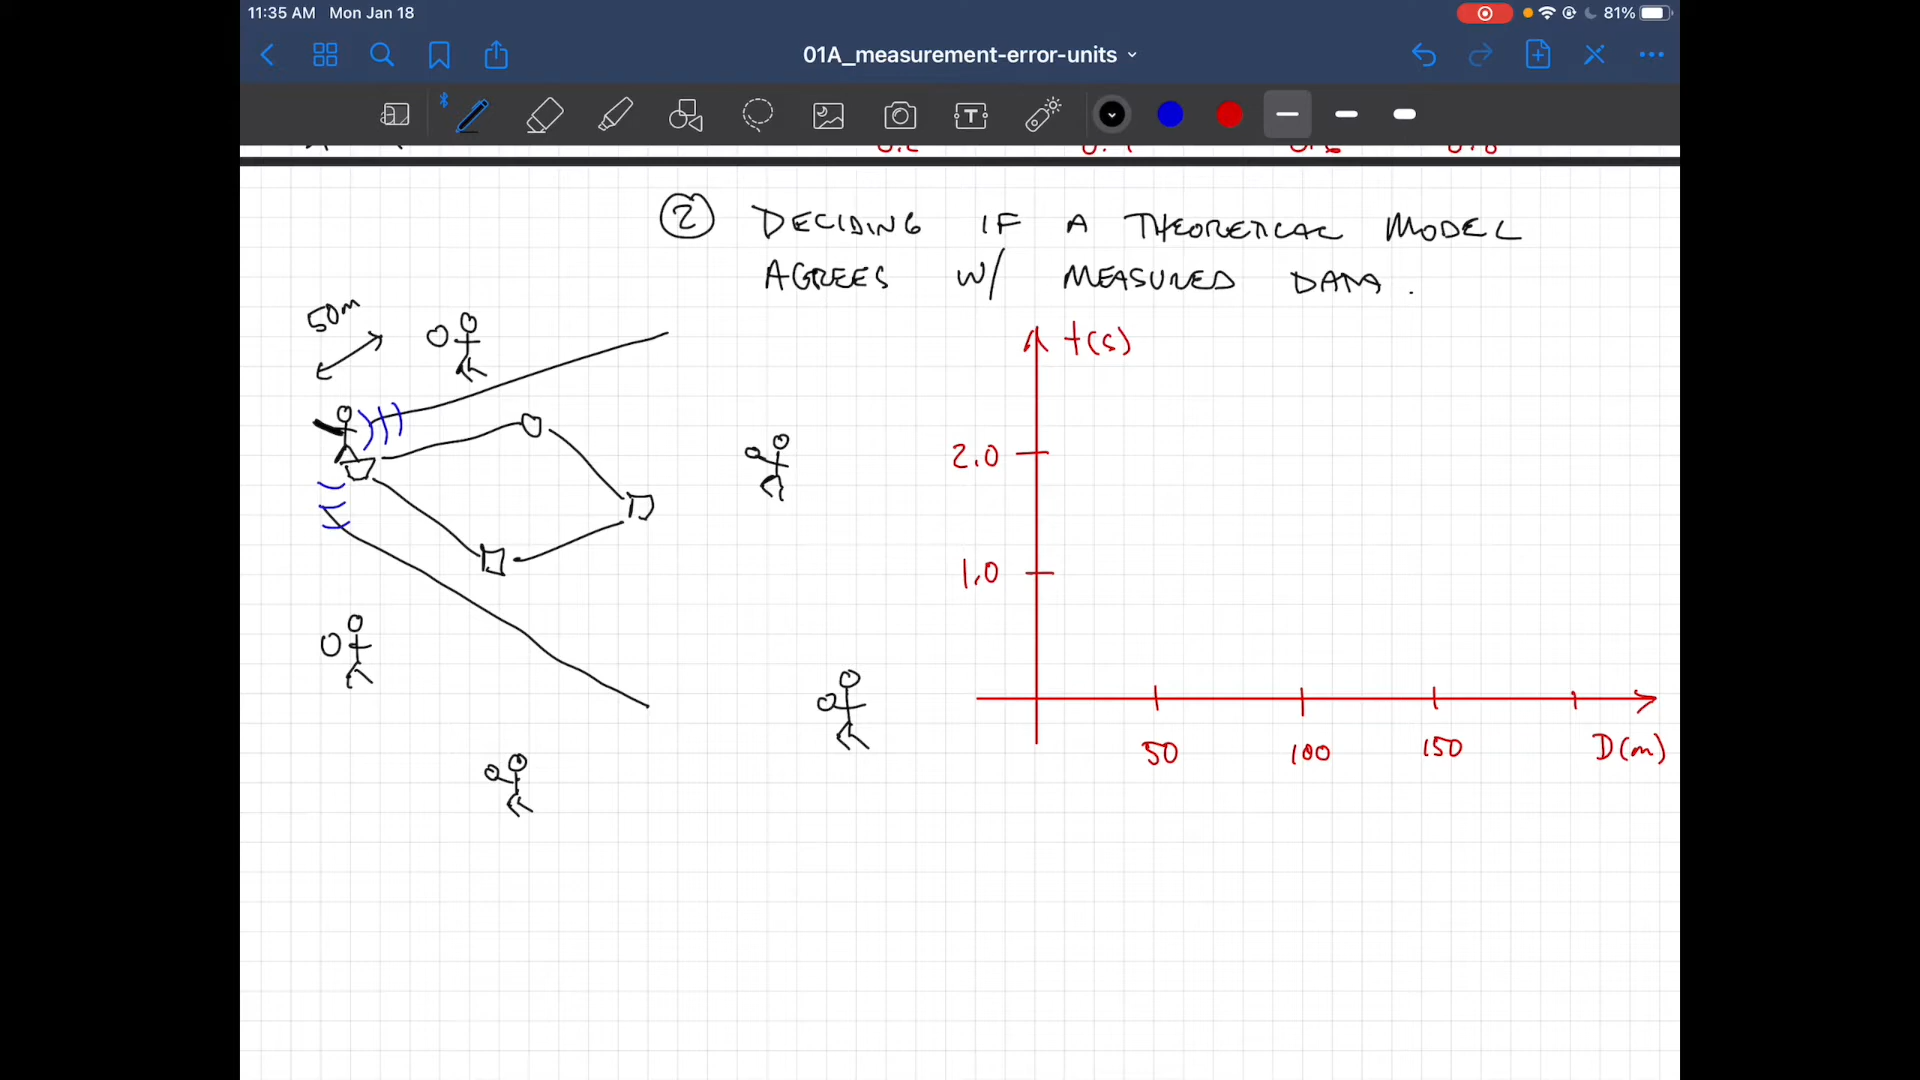 11:35 AM Mon Jan 18
81%
01A_measurement-error-units
T
② DECIDING IF A THEORETICAL MODEL
AGREES W/ MEASURED DATA.
50m
t(s)
2.0
1.0
50
100
150
D(m)